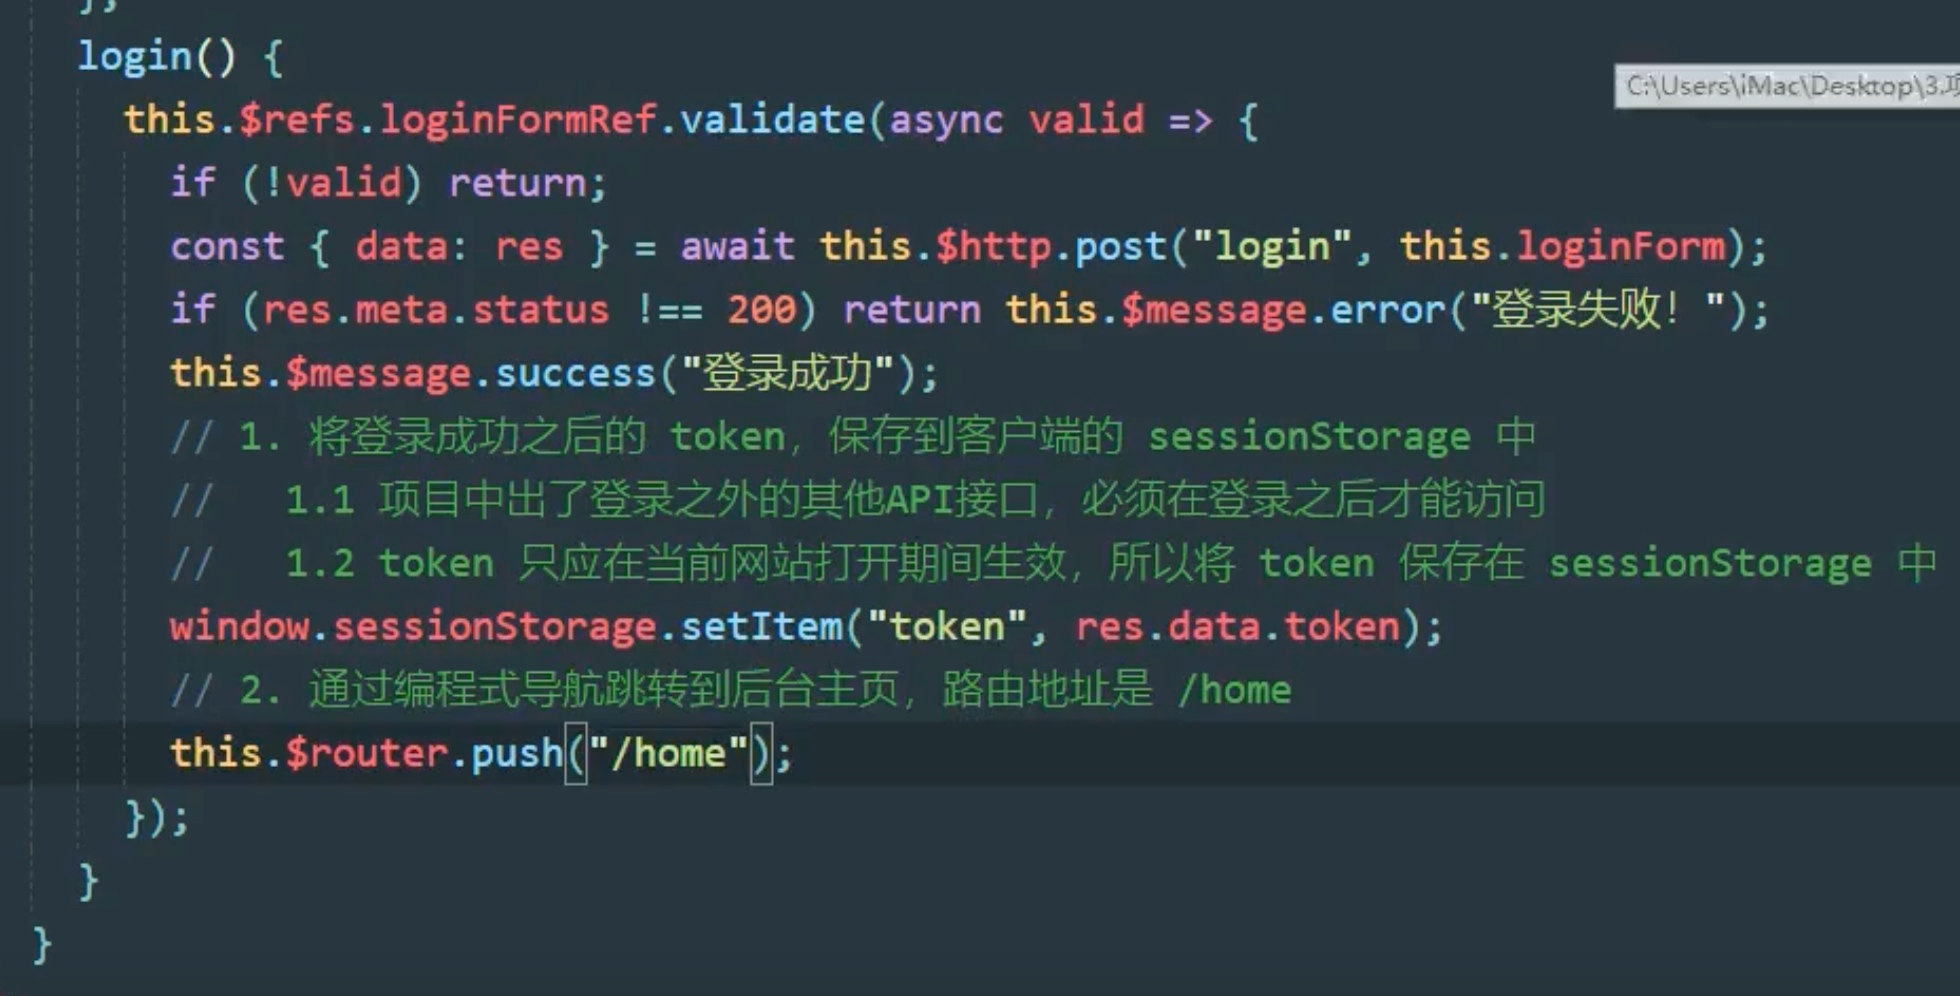 };
login() {
this.$refs.loginFormRef.validate(async valid => {
C:\Users\iMac\Desktop\3.项
if (!valid) return;
const { data: res } = await this.$http.post("login", this.loginForm);
if (res.meta.status !== 200) return this.$message.error("登录失败！");
this.$message.success("登录成功");
// 1. 将登录成功之后的 token，保存到客户端的 sessionStorage 中
//   1.1 项目中出了登录之外的其他API接口，必须在登录之后才能访问
//   1.2 token 只应在当前网站打开期间生效，所以将 token 保存在 sessionStorage 中
window.sessionStorage.setItem("token", res.data.token);
// 2. 通过编程式导航跳转到后台主页，路由地址是 /home
this.$router.push("/home");
});
}
}